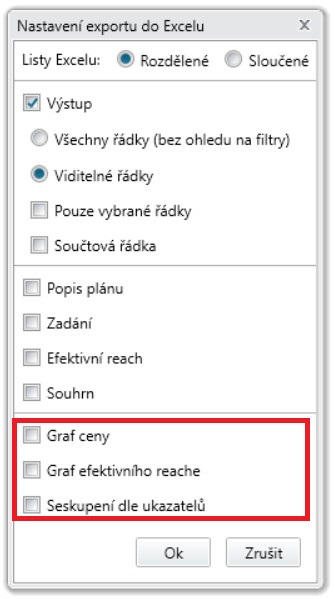 Nastavení exportu do Excelu
Listy Excelu: Rozdělené Sloučené
Výstup
Všechny řádky (bez ohledu na filtry)
Viditelné řádky
Pouze vybrané řádky
Součtová řádka
Popis plánu
Zadání
Efektivní reach
Souhrn
Graf ceny
Graf efektivního reache
Seskupení dle ukazatelů
Ok Zrušit